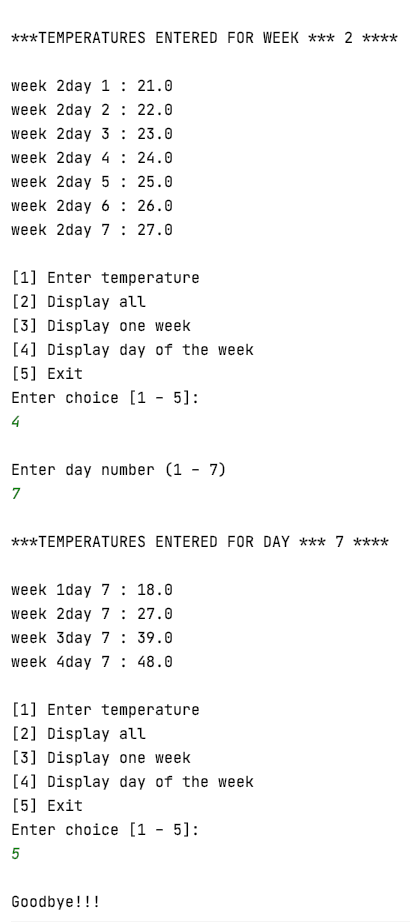 ***TEMPERATURES ENTERED FOR WEEK *** 2 ****
week 2day 1 : 21.0
week 2day 2 : 22.0
week 2day 3 : 23.0
week 2day 4 : 24.0
week 2day 5 : 25.0
week 2day 6 : 26.0
week 2day 7 : 27.0
[1] Enter temperature
[2] Display all
[3] Display one week
[4] Display day of the week
[5] Exit
Enter choice [1 - 5]:
4
Enter day number (1 - 7)
7
***TEMPERATURES ENTERED FOR DAY *** 7 ****
week 1day 7 : 18.0
week 2day 7 : 27.0
week 3day 7 : 39.0
week 4day 7 : 48.0
[1] Enter temperature
[2] Display all
[3] Display one week
[4] Display day of the week
[5] Exit
Enter choice [1 - 5]:
5
Goodbye!!!